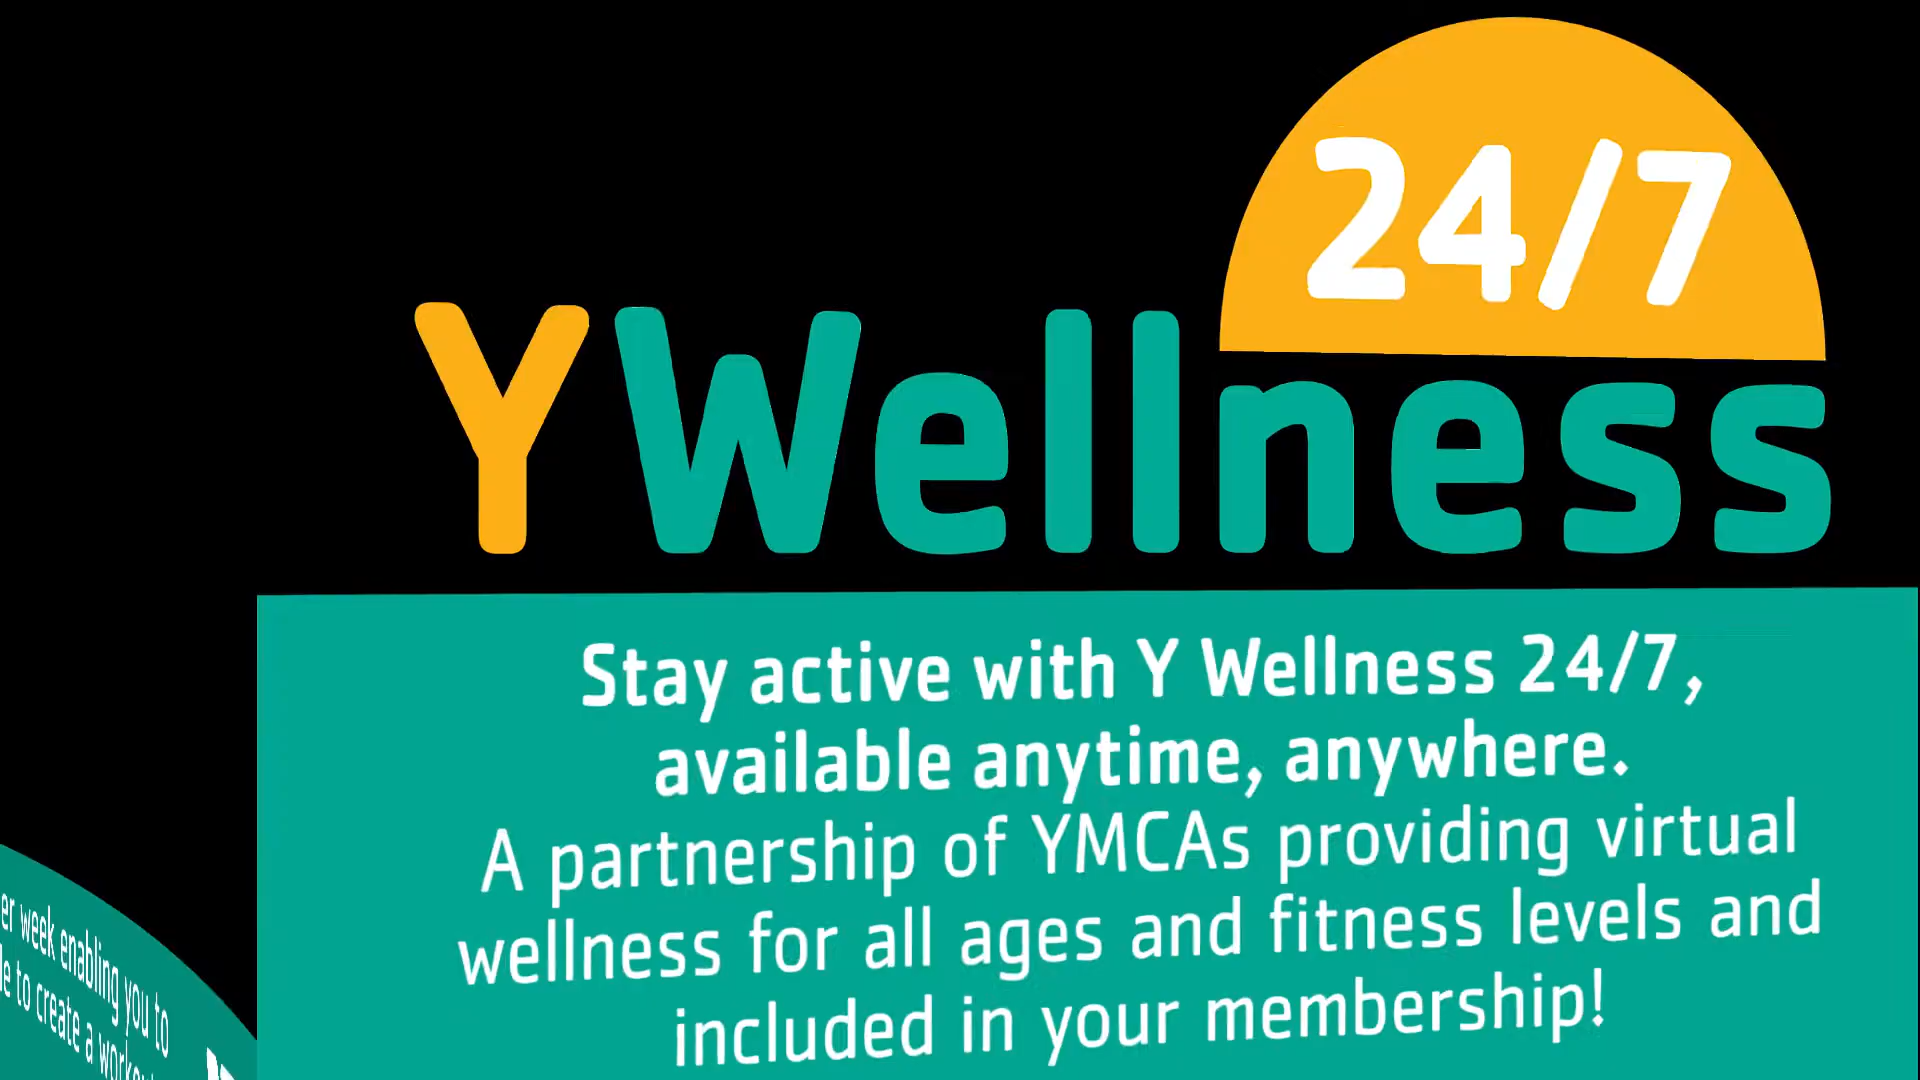 24/7
YWellness
Stay active with Y Wellness 24/7,
available anytime, anywhere.
A partnership of YMCAs providing virtual
wellness for all ages and fitness levels and
included in your membership!
week enabling you to
to create a